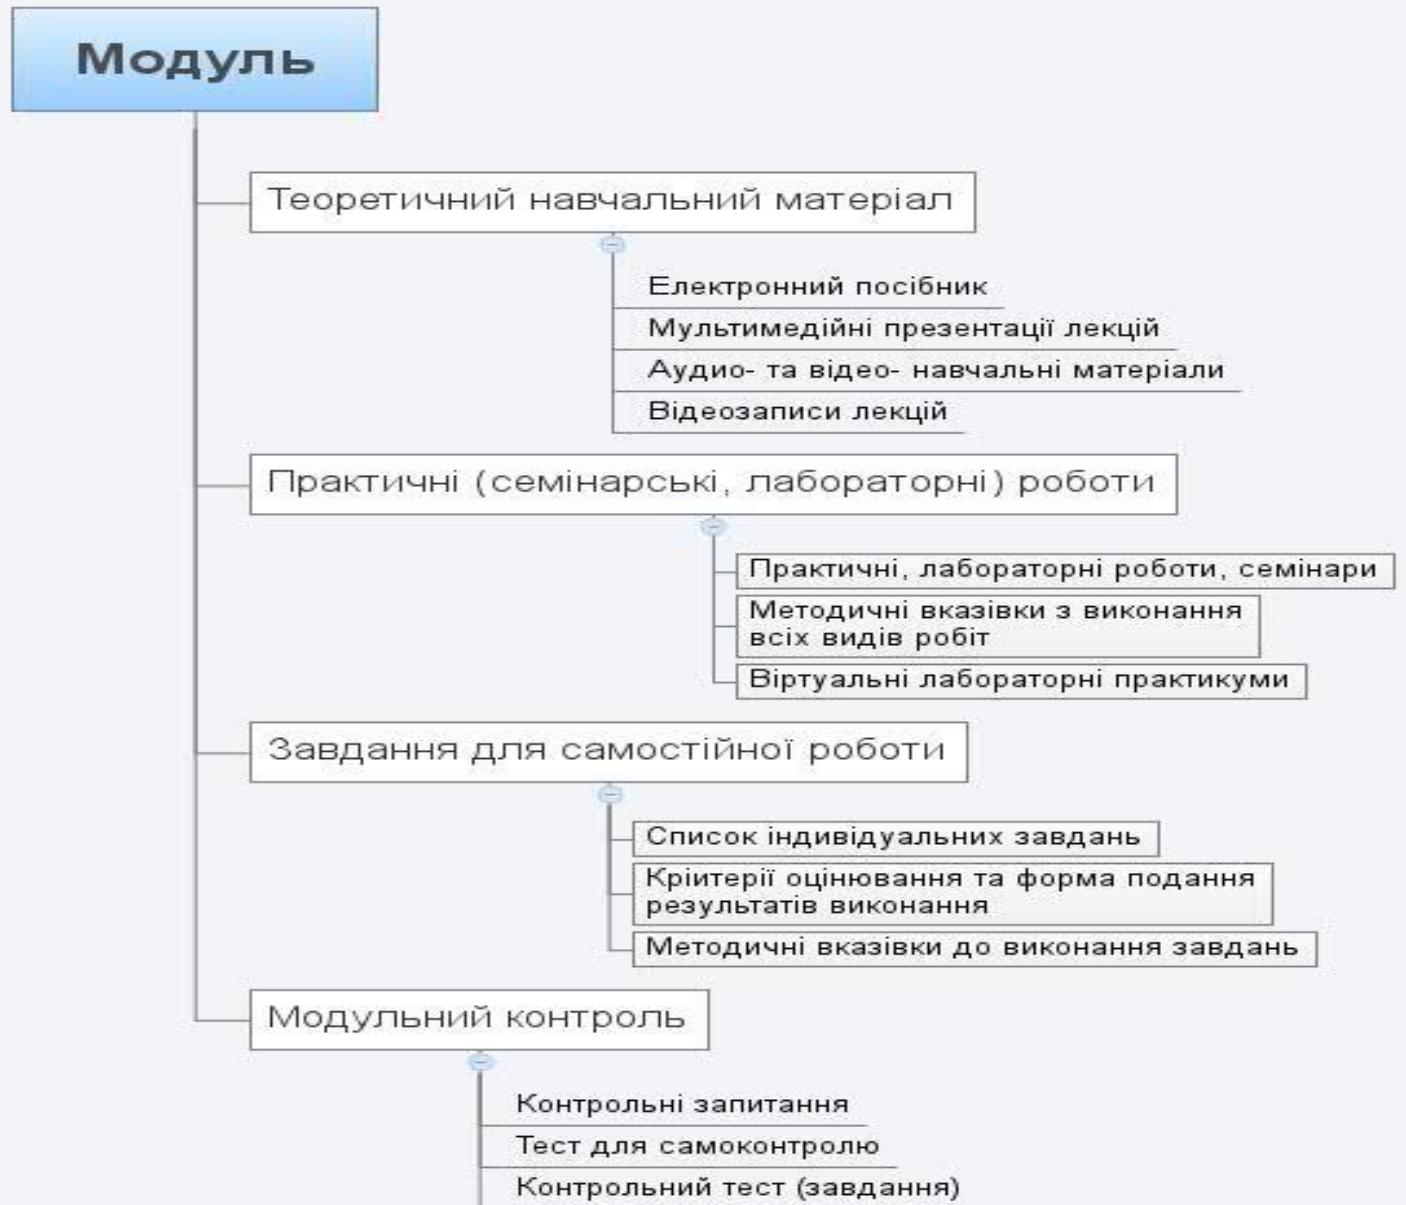 Модуль
Теоретичний навчальний матеріал
Електронний посібник
Мультимедійні презентації лекцій
Аудио- та відео- навчальні матеріали
Відеозаписи лекцій
Практичні (семінарські, лабораторні) роботи
Практичні, лабораторні роботи, семінари
Методичні вказівки з виконання
всіх видів робіт
Віртуальні лабораторні практикуми
Завдання для самостійної роботи
Список індивідуальних завдань
Кріитерії оцінювання та форма подання
результатів виконання
Методичні вказівки до виконання завдань
Модульний контроль
Контрольні запитання
Тест для самоконтролю
Контрольний тест (завдання)